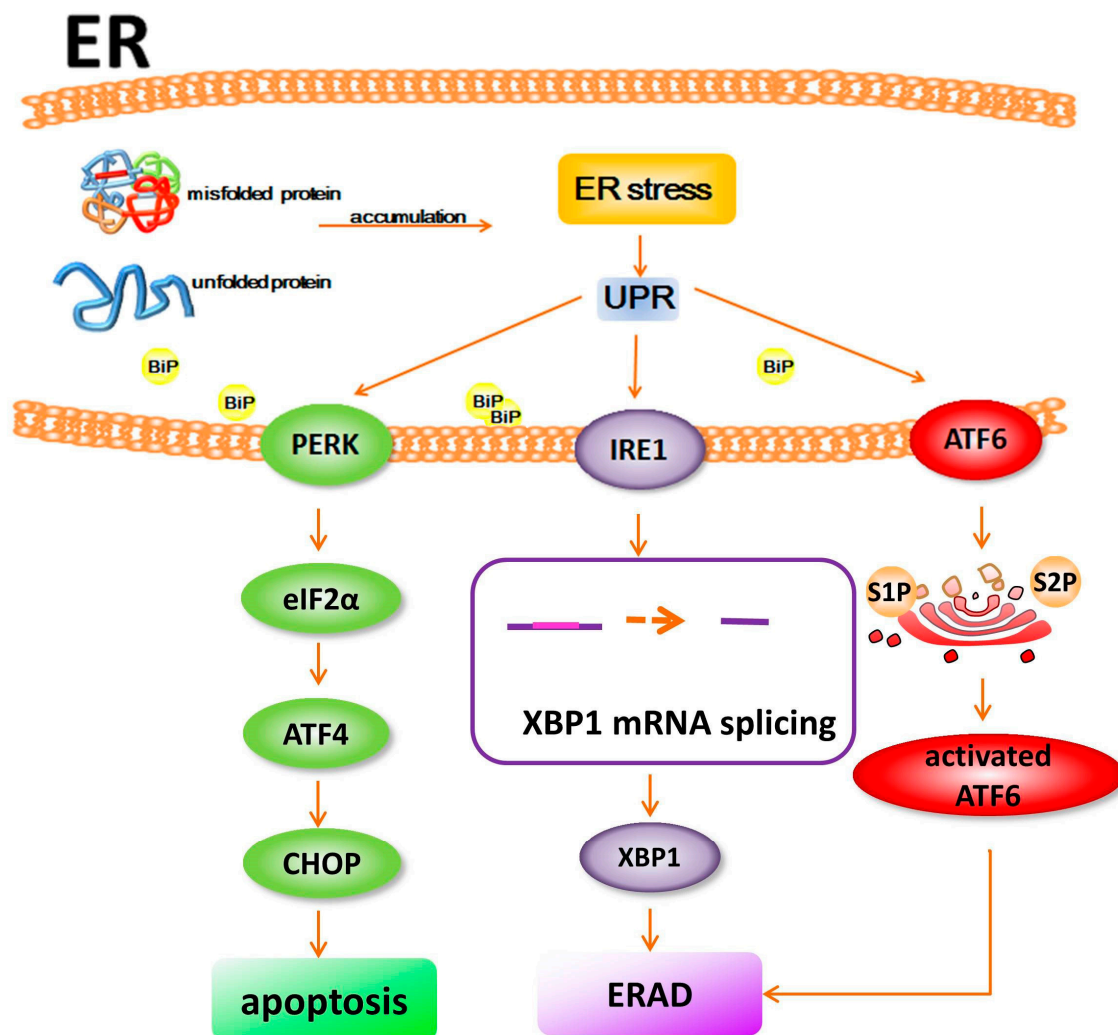 ER
misfolded protein
accumulation
ER stress
unfolded protein
UPR
BiP
BiP
BiP
BiP
BiP
PERK
IRE1
ATF6
eIF2α
S1P
S2P
ATF4
XBP1 mRNA splicing
activated
ATF6
CHOP
XBP1
apoptosis
ERAD